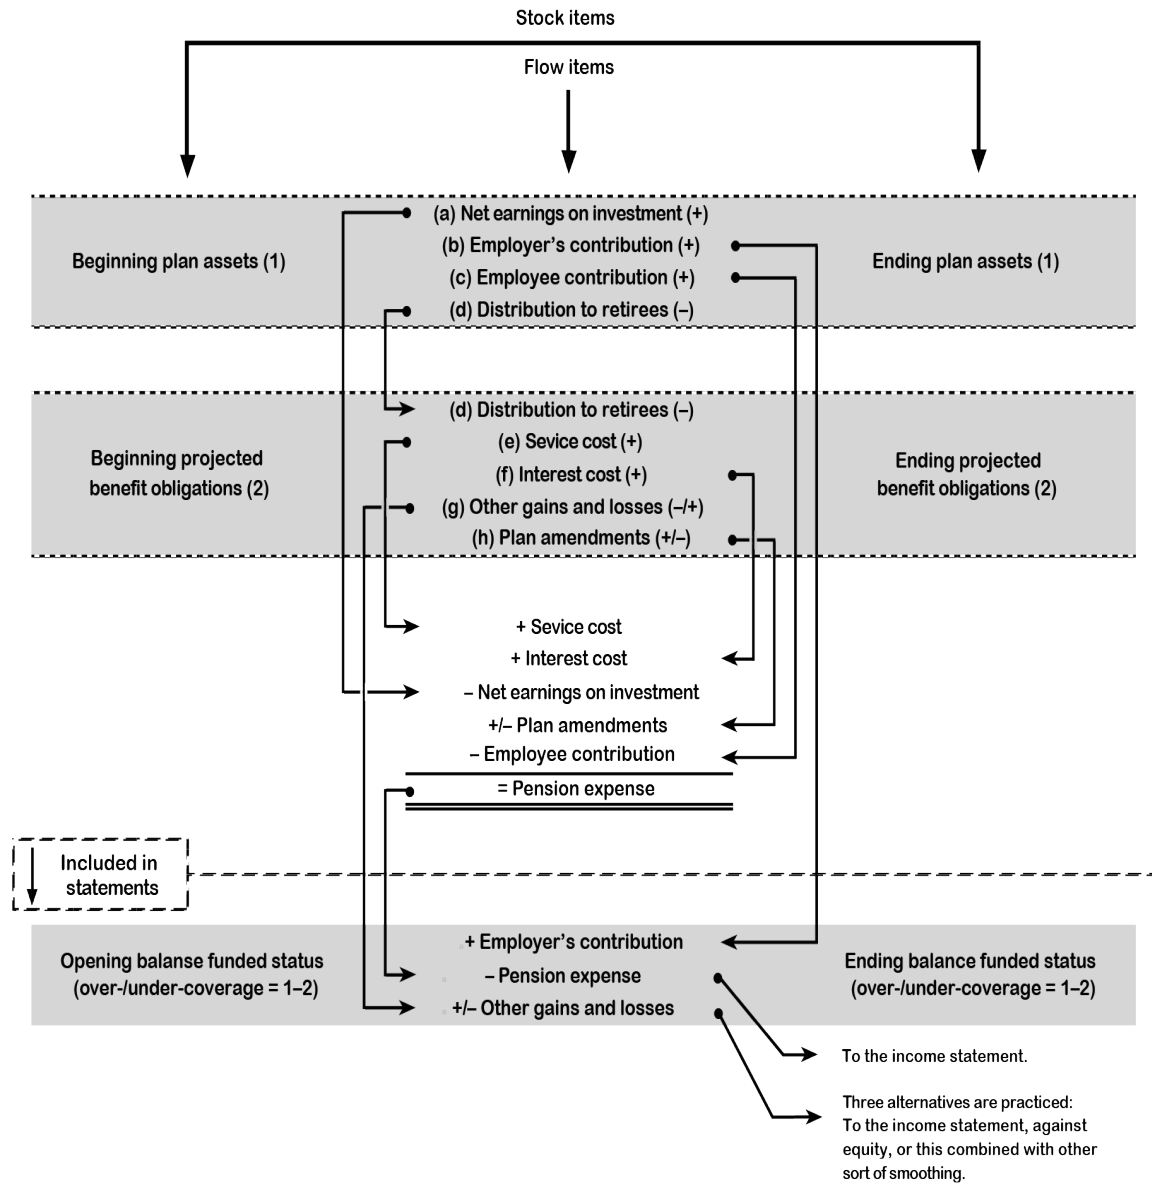 Stock items
Flow items
(a) Net earnings on investment (+)
(b) Employer's contribution (+)
Beginning plan assets (1)
Ending plan assets (1)
(c) Employee contribution (+)
(d) Distribution to retirees (–)
(d) Distribution to retirees (–)
(e) Sevice cost (+)
Beginning projected
benefit obligations (2)
(f) Interest cost (+)
Ending projected
benefit obligations (2)
(g) Other gains and losses (–/+)
(h) Plan amendments (+/–)
+ Sevice cost
+ Interest cost
– Net earnings on investment
+/– Plan amendments
– Employee contribution
= Pension expense
Included in
statements
+ Employer's contribution
Opening balanse funded status
(over-/under-coverage = 1–2)
– Pension expense
Ending balance funded status
(over-/under-coverage = 1–2)
+/– Other gains and losses
To the income statement.
Three alternatives are practiced:
To the income statement, against
equity, or this combined with other
sort of smoothing.